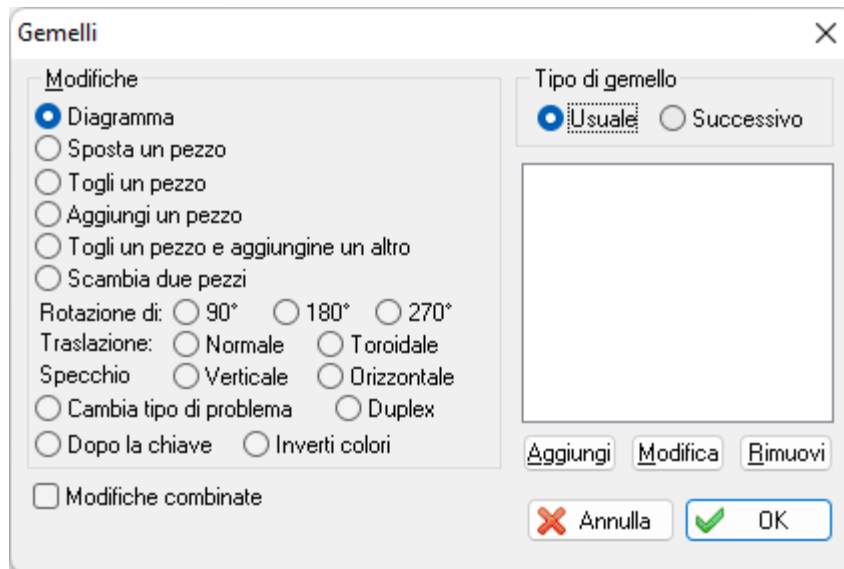 Gemelli
Modifiche
Diagramma
Sposta un pezzo
Togli un pezzo
Aggiungi un pezzo
Togli un pezzo e aggiungine un altro
Scambia due pezzi
Rotazione di: 90° 180° 270°
Traslazione: Normale Toroidale
Specchio Verticale Orizzontale
Cambia tipo di problema Duplex
Dopo la chiave Inverti colori
Modifiche combinate
Tipo di gemello
Usuale Successivo
Aggiungi Modifica Rimuovi
Annulla OK